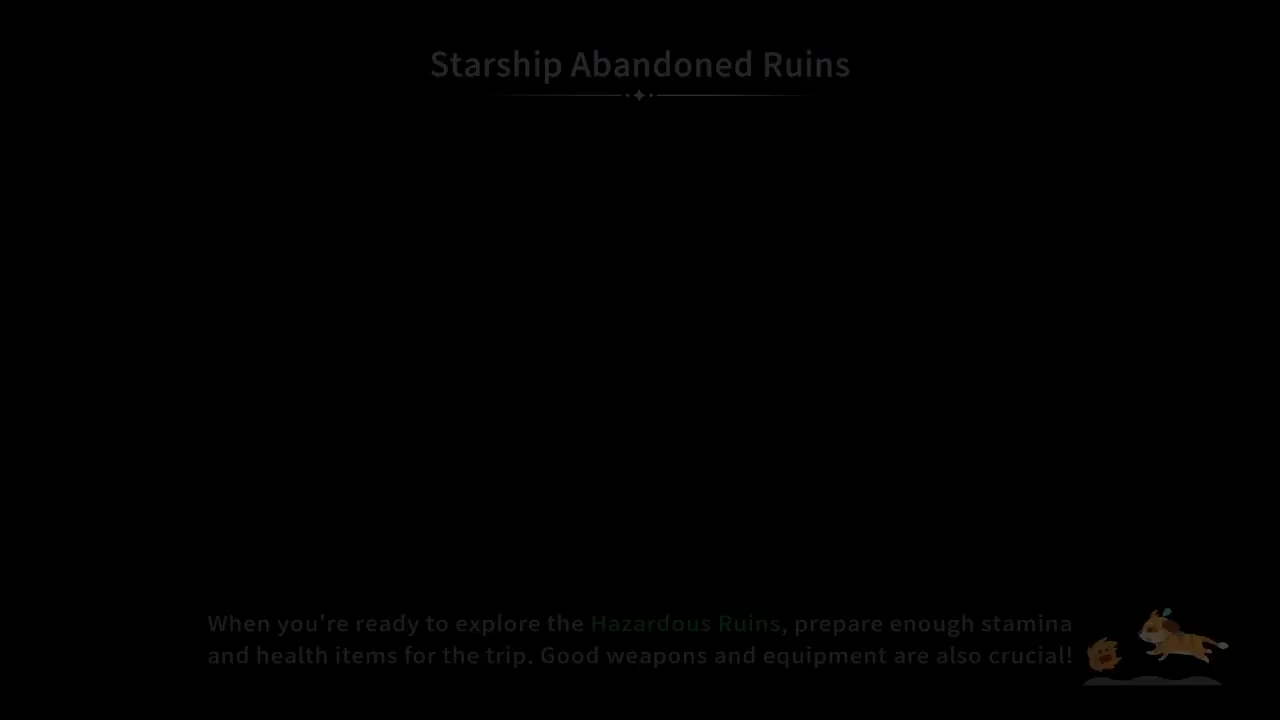 Starship Abandoned Ruins
When you're ready to explore the Hazardous Ruins, prepare enough stamina
and health items for the trip. Good weapons and equipment are also crucial!